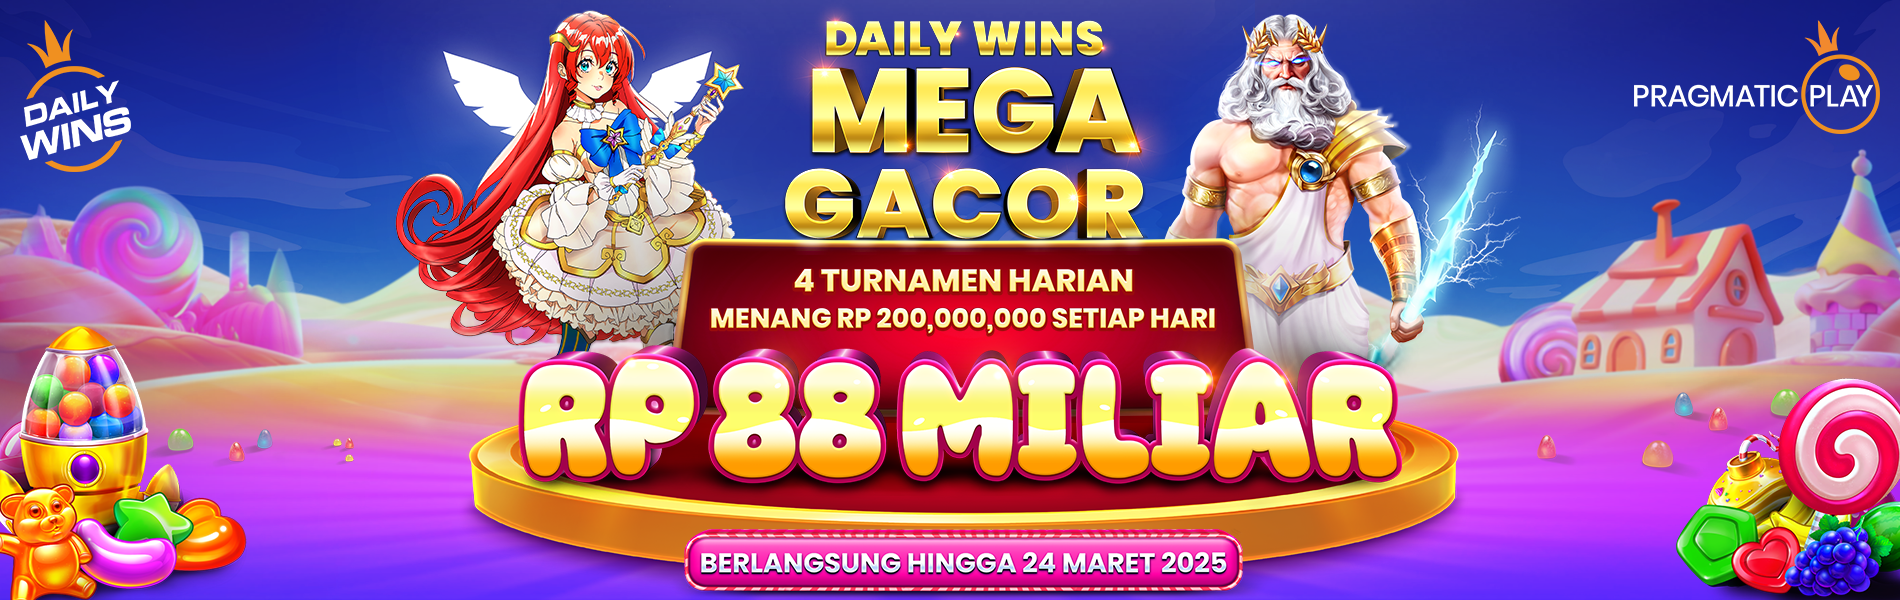 DAILY WINS
DAILY WINS
MEGA
GACOR
PRAGMATIC PLAY
4 TURNAMEN HARIAN
MENANG RP 200,000,000 SETIAP HARI
RP 88 MILIAR
BERLANGSUNG HINGGA 24 MARET 2025